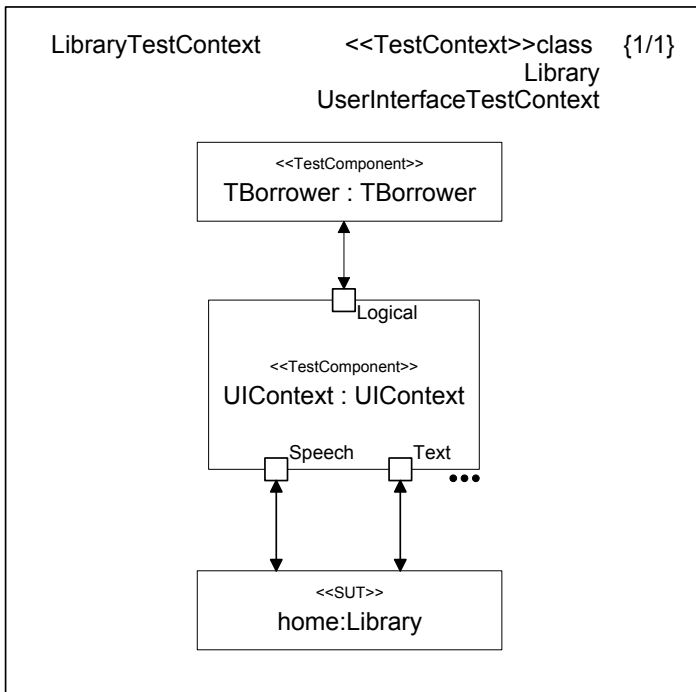 LibraryTestContext <<TestContext>>class {1/1}
Library
UserInterfaceTestContext
<<TestComponent>>
TBorrower : TBorrower
Logical
<<TestComponent>>
UIContext : UIContext
Speech Text
<<SUT>>
home:Library